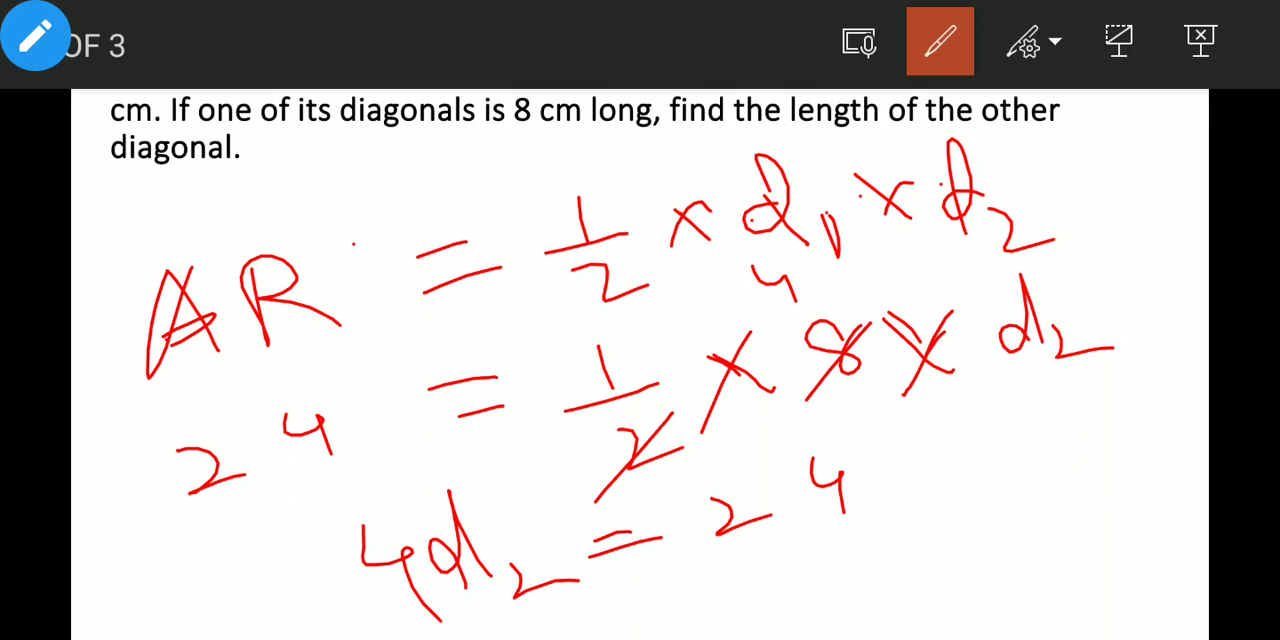 OF 3
cm. If one of its diagonals is 8 cm long, find the length of the other
diagonal.
AR = 1/2 × d1 × d2
4
24 = 1/2 × 8 × d2
4d2 = 24